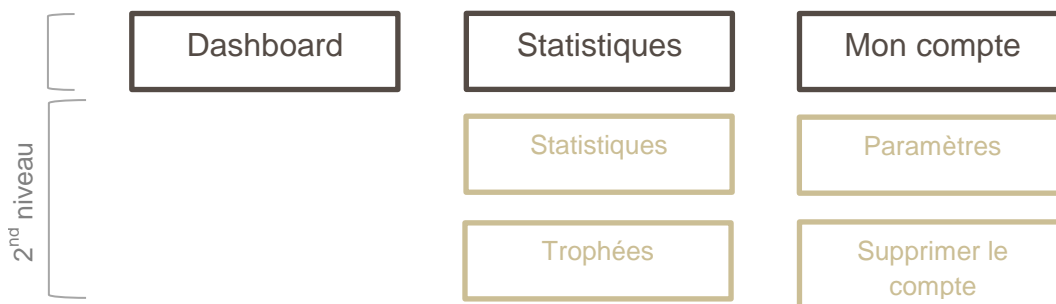 Dashboard
Statistiques
Mon compte
2nd niveau
Statistiques
Paramètres
Trophées
Supprimer le
compte